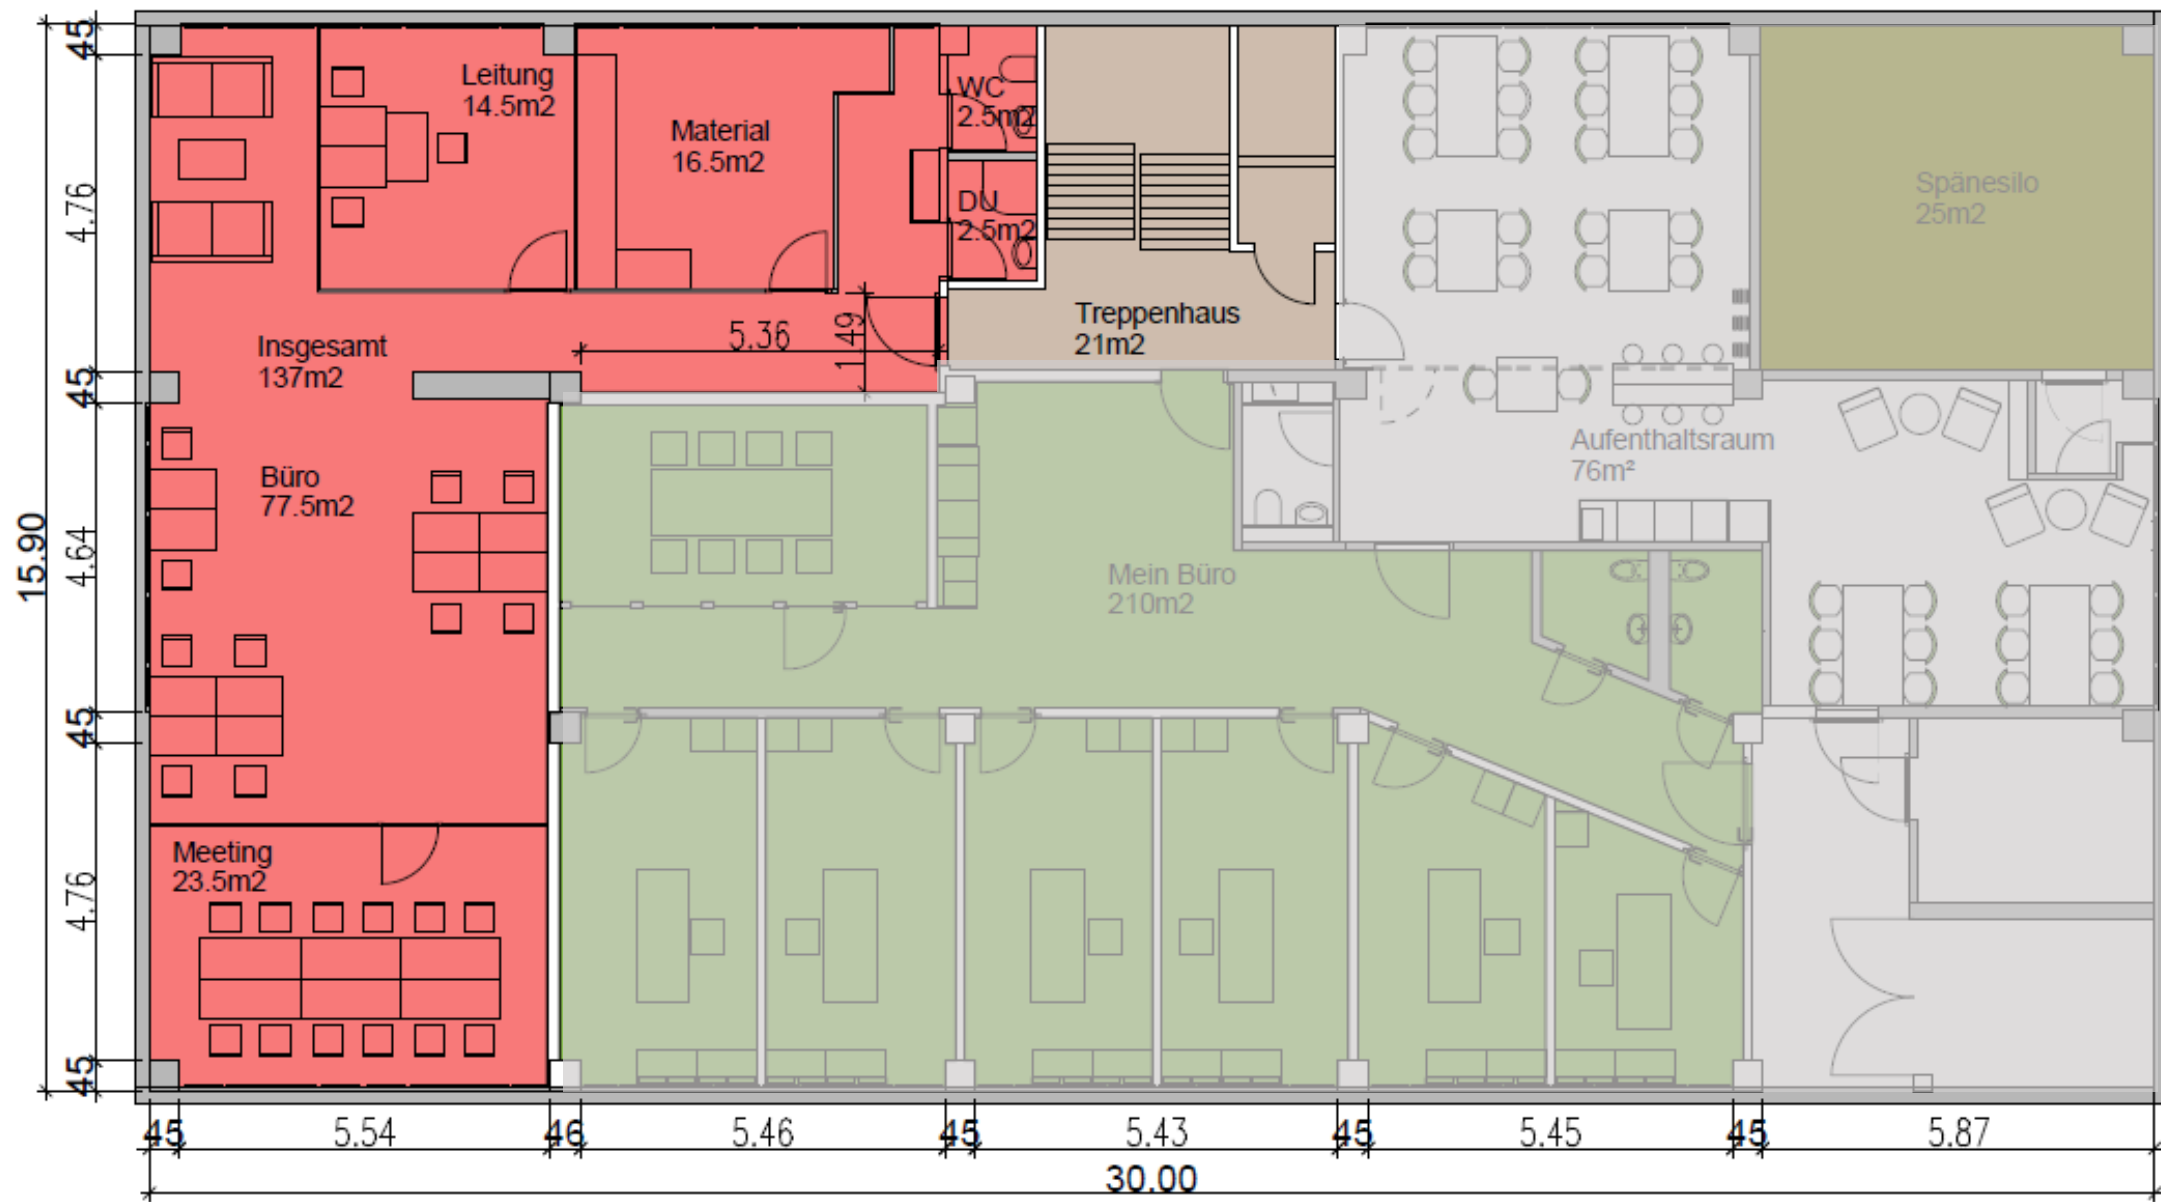 Leitung
14.5m2
Material
16.5m2
WC
2.5m2
DU
2.5m2
Spänesilo
25m2
Treppenhaus
21m2
Insgesamt
137m2
5.36
1.49
Aufenthaltsraum
76m²
Büro
77.5m2
Mein Büro
210m2
Meeting
23.5m2
45
4.76
45
4.64
45
4.76
45
15.90
45
5.54
46
5.46
45
5.43
45
5.45
45
5.87
30.00